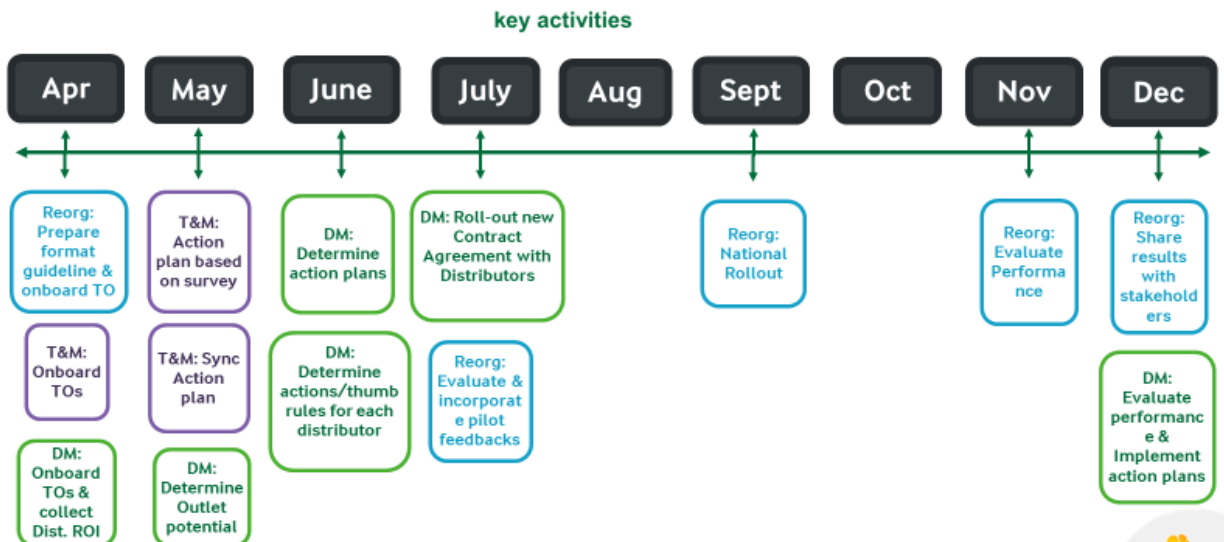 key activities
Apr
May
June
July
Aug
Sept
Oct
Nov
Dec
Reorg:
Prepare
format
guideline &
onboard TO
T&M:
Onboard
TOs
DM:
Onboard
TOs &
collect
Dist. ROI
T&M:
Action
plan based
on survey
T&M: Sync
Action
plan
DM:
Determine
Outlet
potential
DM:
Determine
action plans
DM:
Determine
actions/thumb
rules for each
distributor
DM: Roll-out new
Contract
Agreement with
Distributors
Reorg:
Evaluate &
incorporat
e pilot
feedbacks
Reorg:
National
Rollout
Reorg:
Evaluate
Performa
nce
Reorg:
Share
results
with
stakehold
ers
DM:
Evaluate
performanc
e &
Implement
action plans